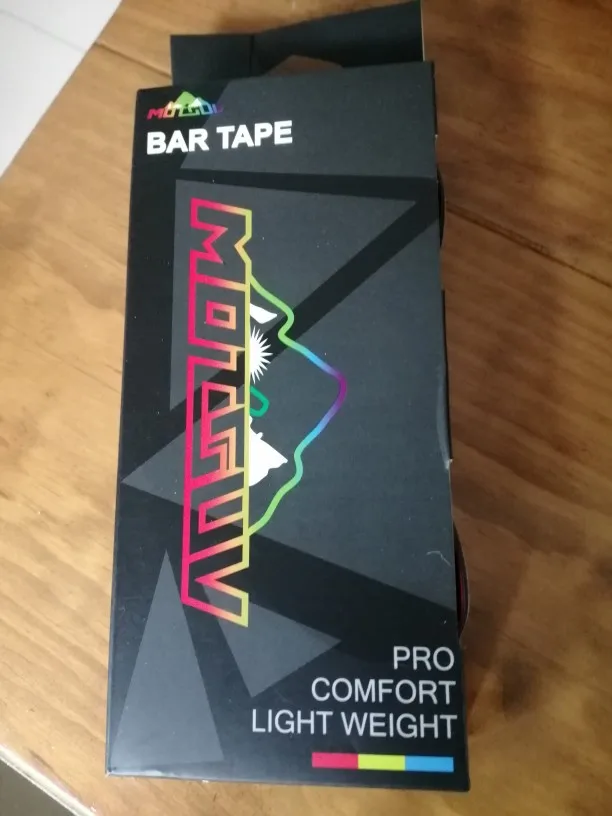 BAR TAPE
MOTSUV
PRO
COMFORT
LIGHT WEIGHT